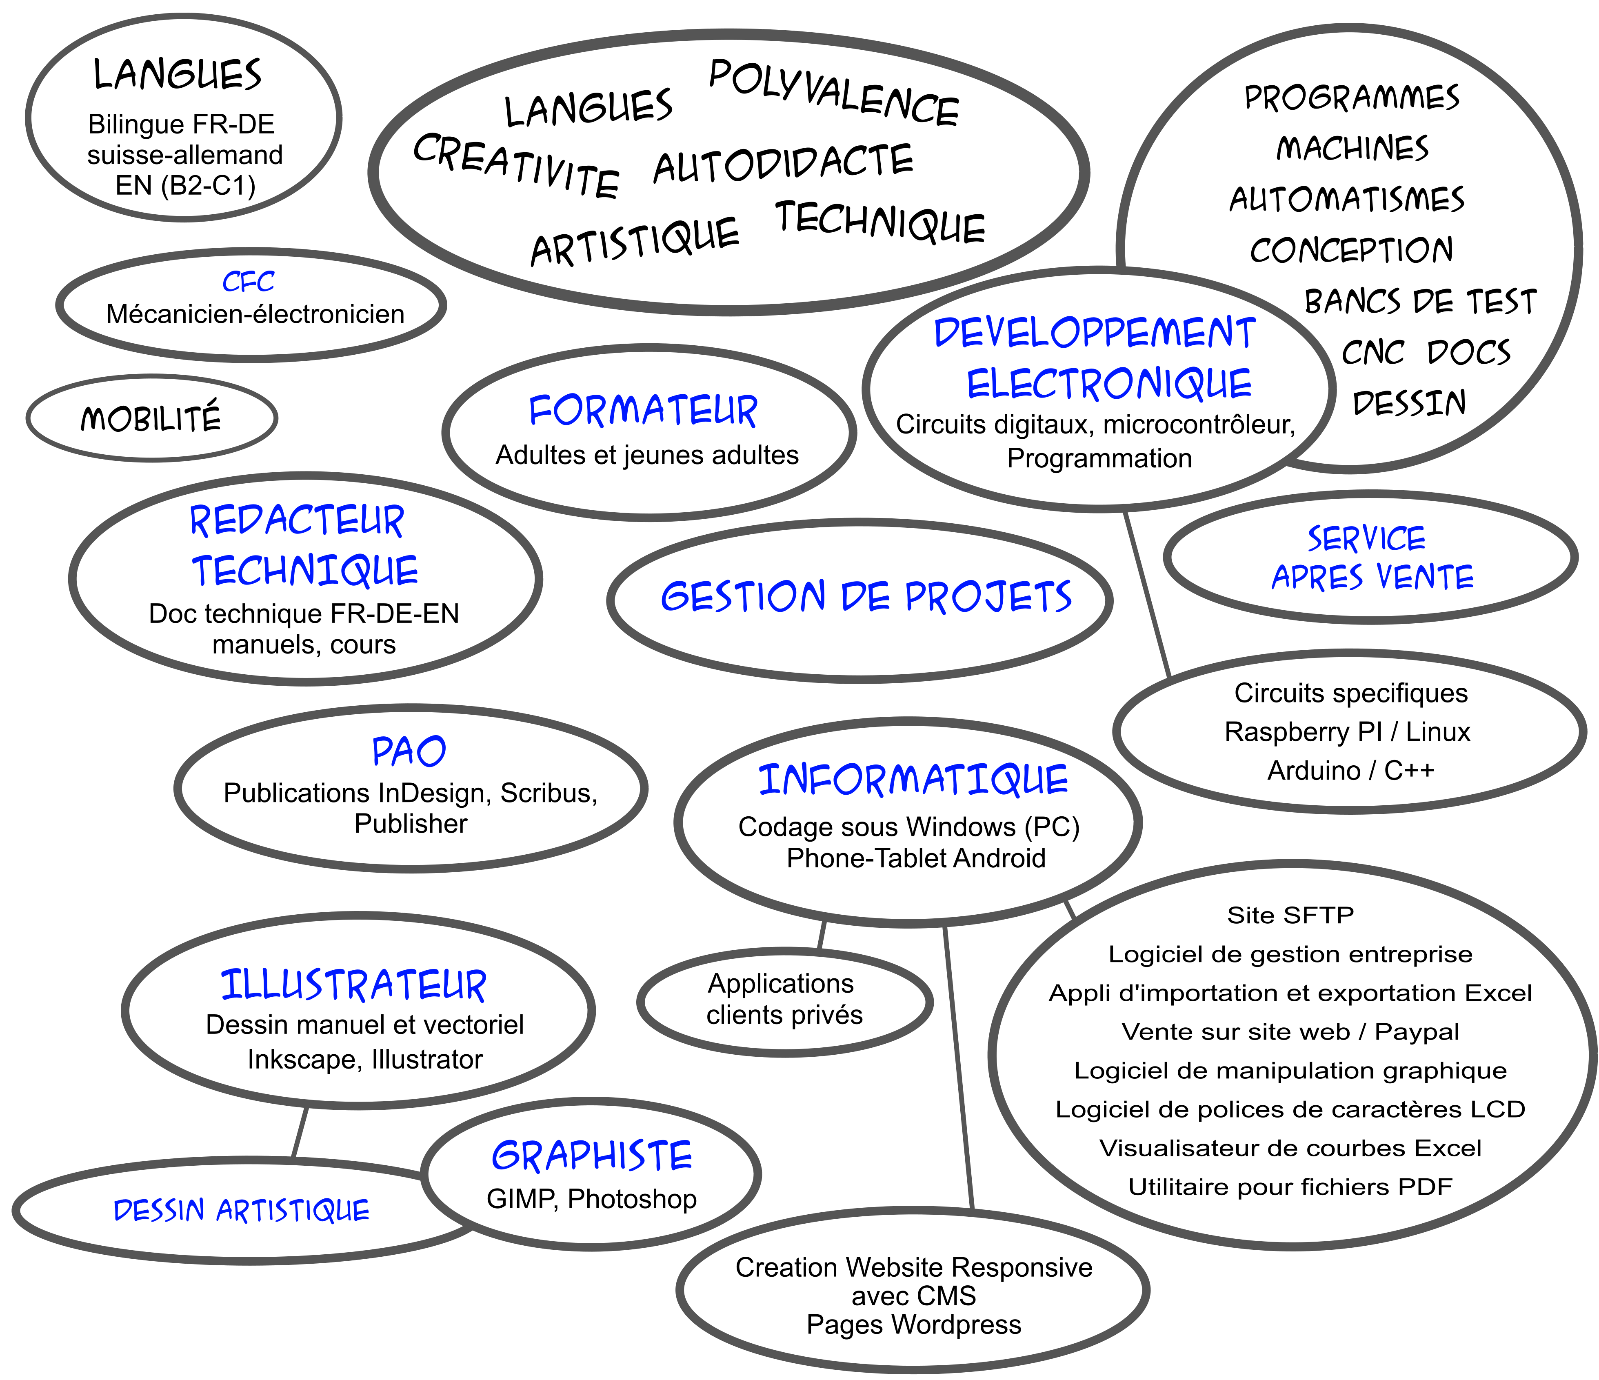 LANGUES
Bilingue FR-DE
suisse-allemand
EN (B2-C1)
LANGUES POLYVALENCE
CREATIVITE AUTODIDACTE
ARTISTIQUE TECHNIQUE
PROGRAMMES
MACHINES
AUTOMATISMES
CONCEPTION
BANCS DE TEST
CNC DOCS
DESSIN
CFC
Mécanicien-électronicien
MOBILITÉ
FORMATEUR
Adultes et jeunes adultes
DEVELOPPEMENT
ELECTRONIQUE
Circuits digitaux, microcontrôleur,
Programmation
REDACTEUR
TECHNIQUE
Doc technique FR-DE-EN
manuels, cours
GESTION DE PROJETS
SERVICE
APRES VENTE
Circuits specifiques
Raspberry PI / Linux
Arduino / C++
PAO
Publications InDesign, Scribus,
Publisher
INFORMATIQUE
Codage sous Windows (PC)
Phone-Tablet Android
Applications
clients privés
Site SFTP
Logiciel de gestion entreprise
Appli d'importation et exportation Excel
Vente sur site web / Paypal
Logiciel de manipulation graphique
Logiciel de polices de caractères LCD
Visualisateur de courbes Excel
Utilitaire pour fichiers PDF
ILLUSTRATEUR
Dessin manuel et vectoriel
Inkscape, Illustrator
GRAPHISTE
GIMP, Photoshop
DESSIN ARTISTIQUE
Creation Website Responsive
avec CMS
Pages Wordpress